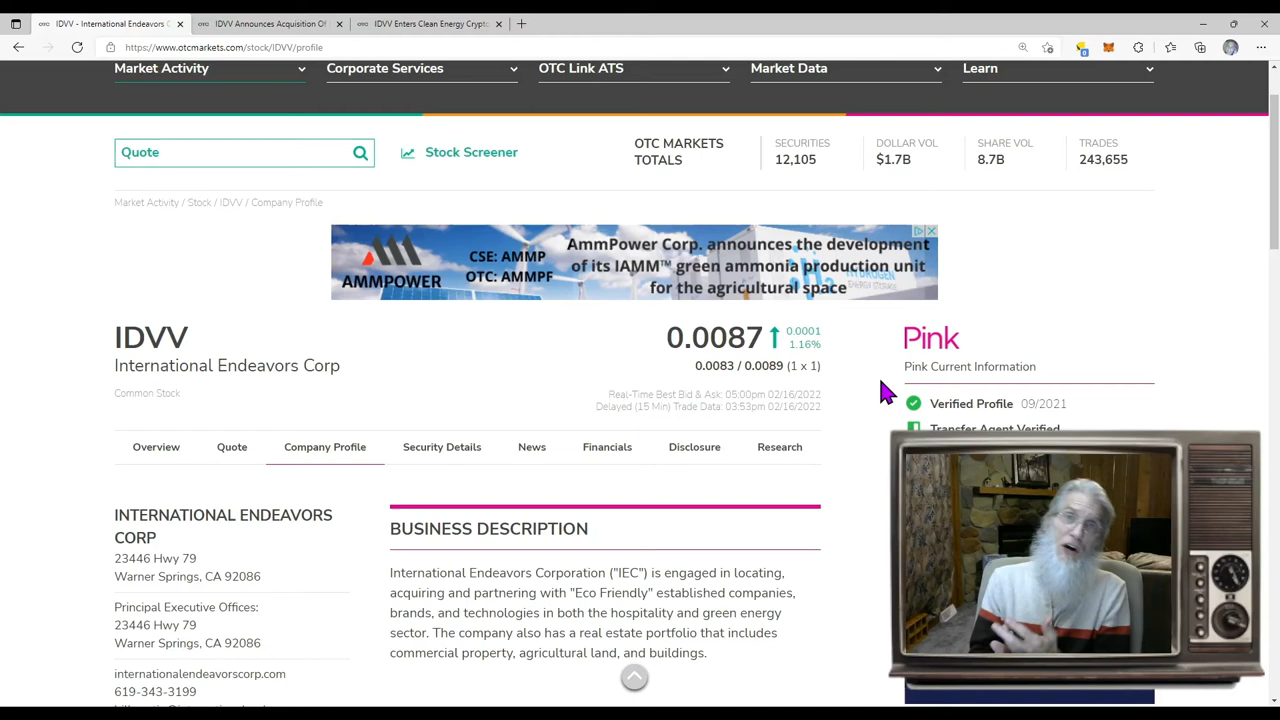 IDVV - International Endeavors C
IDVV Announces Acquisition Of
IDVV Enters Clean Energy Crypto
https://www.otcmarkets.com/stock/IDVV/profile
Market Activity
Corporate Services
OTC Link ATS
Market Data
Learn
Quote
Stock Screener
OTC MARKETS
TOTALS
SECURITIES
12,105
DOLLAR VOL
$1.7B
SHARE VOL
8.7B
TRADES
243,655
Market Activity / Stock / IDVV / Company Profile
AMMPOWER
CSE: AMMP
OTC: AMMPF
AmmPower Corp. announces the development
of its IAMM™ green ammonia production unit
for the agricultural space
HYDROGEN
IDVV
International Endeavors Corp
Common Stock
0.0087
0.0001
1.16%
0.0083 / 0.0089 (1 x 1)
Real-Time Best Bid & Ask: 05:00pm 02/16/2022
Delayed (15 Min) Trade Data: 03:53pm 02/16/2022
Pink
Pink Current Information
Verified Profile 09/2021
Transfer Agent Verified
Overview
Quote
Company Profile
Security Details
News
Financials
Disclosure
Research
INTERNATIONAL ENDEAVORS
CORP
23446 Hwy 79
Warner Springs, CA 92086
Principal Executive Offices:
23446 Hwy 79
Warner Springs, CA 92086
internationalendeavorscorp.com
619-343-3199
BUSINESS DESCRIPTION
International Endeavors Corporation ("IEC") is engaged in locating,
acquiring and partnering with "Eco Friendly" established companies,
brands, and technologies in both the hospitality and green energy
sector. The company also has a real estate portfolio that includes
commercial property, agricultural land, and buildings.